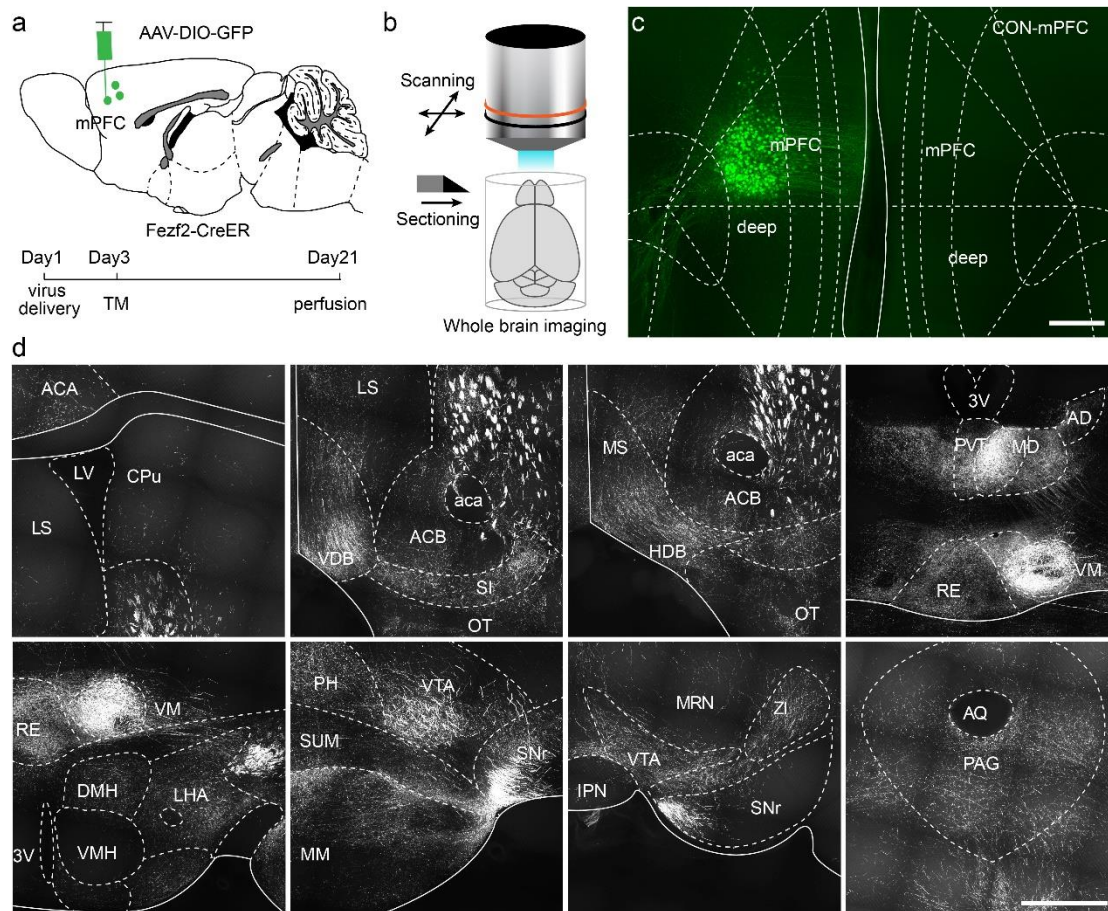 a
AAV-DIO-GFP
mPFC
Fezf2-CreER
Day1 Day3 Day21
virus delivery
TM
perfusion
b
Scanning
Sectioning
Whole brain imaging
c
CON-mPFC
mPFC
mPFC
deep
deep
d
ACA
LV
CPu
LS
LS
aca
ACB
VDB
SI
OT
MS
aca
ACB
HDB
OT
3V
AD
PVT MD
RE
VM
VM
RE
DMH
LHA
3V
VMH
PH
VTA
SUM
SNr
MM
MRN
ZI
VTA
IPN
SNr
AQ
PAG